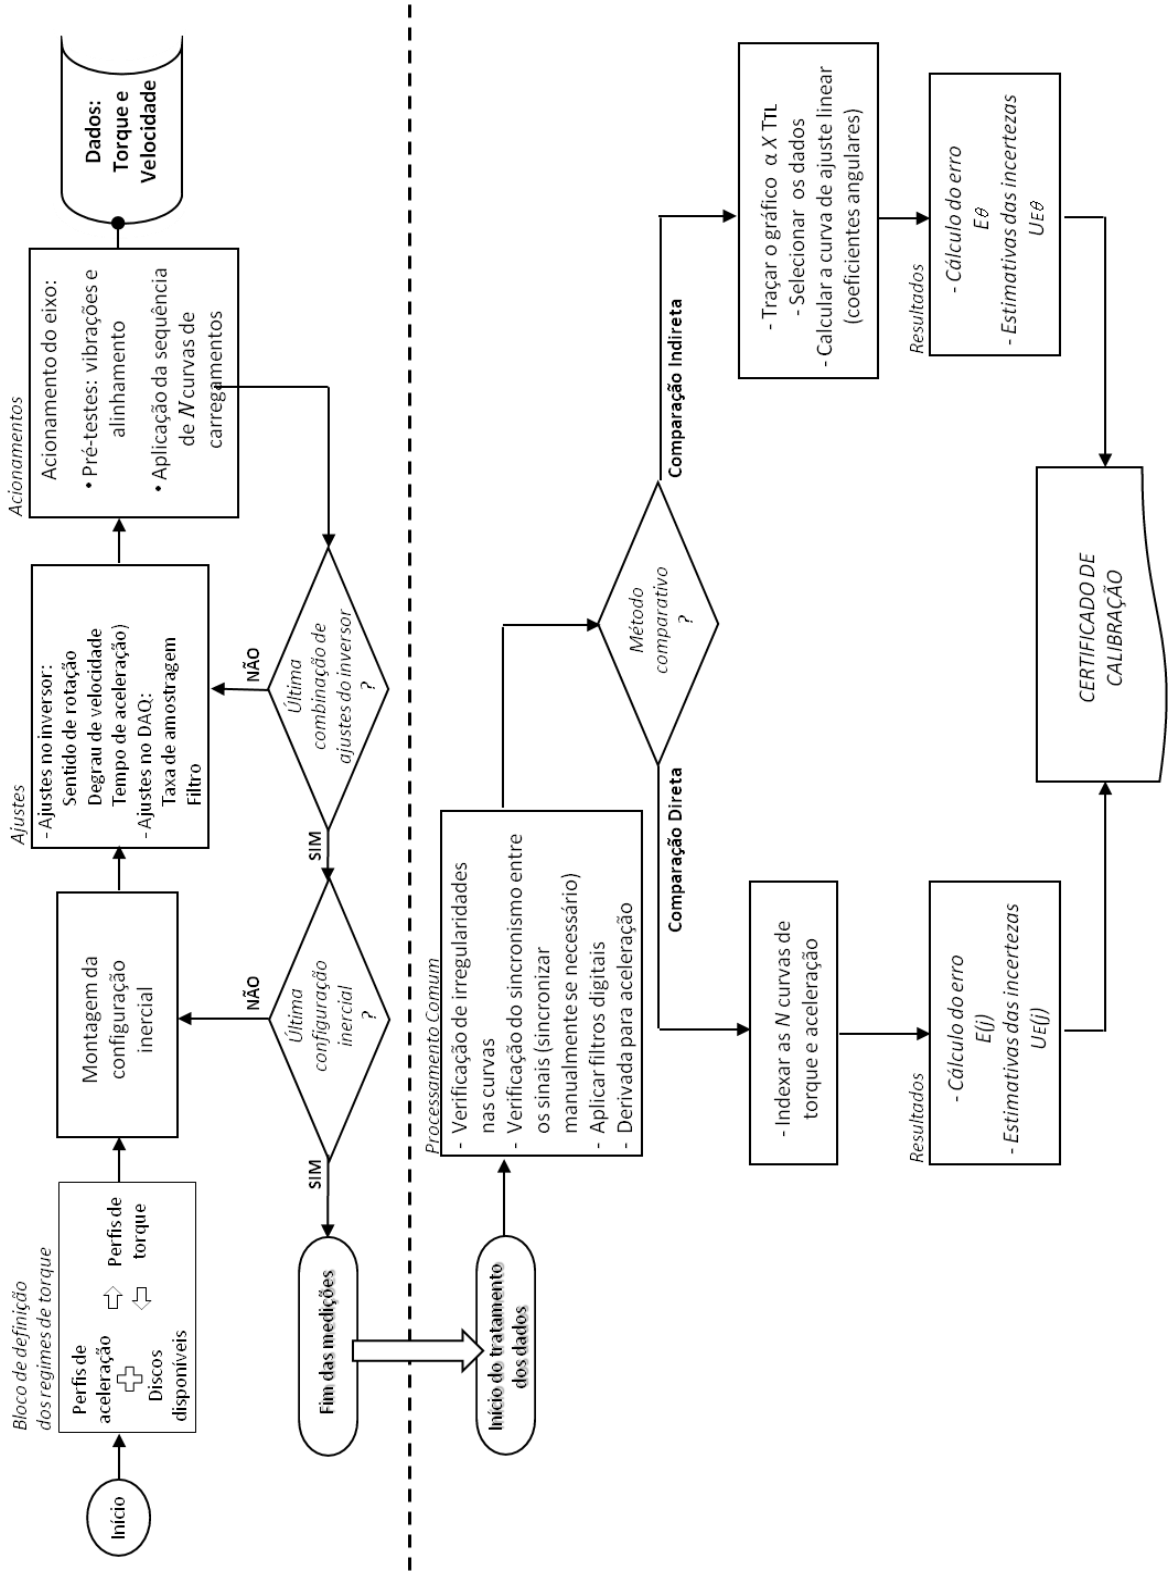 Início
Bloco de definição
dos regimes de torque
Perfis de
aceleração
Discos
disponíveis
Perfis de
torque
Montagem da
configuração
inercial
Ajustes
- Ajustes no inversor:
Sentido de rotação
Degrau de velocidade
Tempo de aceleração)
- Ajustes no DAQ:
Taxa de amostragem
Filtro
Acionamentos
Acionamento do eixo:
• Pré-testes: vibrações e
alinhamento
• Aplicação da sequência
de N curvas de
carregamentos
Dados:
Torque e
Velocidade
Última
combinação de
ajustes do inversor
?
NÃO
SIM
Última
configuração
inercial
?
NÃO
SIM
Fim das medições
Início do tratamento
dos dados
Processamento Comum
- Verificação de irregularidades
nas curvas
- Verificação do sincronismo entre
os sinais (sincronizar
manualmente se necessário)
- Aplicar filtros digitais
- Derivada para aceleração
Método
comparativo
?
Comparação Direta
Comparação Indireta
- Indexar as N curvas de
torque e aceleração
Resultados
- Cálculo do erro
E(j)
- Estimativas das incertezas
UE(j)
- Traçar o gráfico α X TTL
- Selecionar os dados
- Calcular a curva de ajuste linear
(coeficientes angulares)
Resultados
- Cálculo do erro
Eθ
- Estimativas das incertezas
UEθ
CERTIFICADO DE
CALIBRAÇÃO